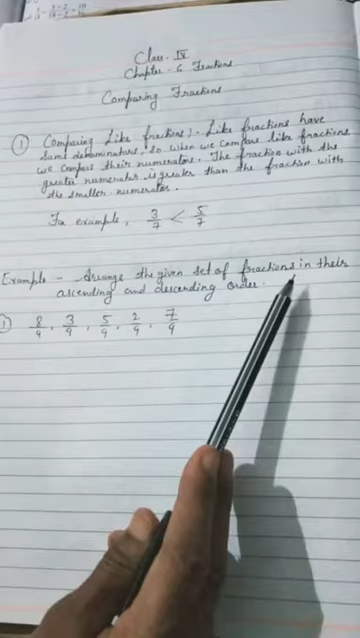 Class - IV
Chapter - 6 Fractions
Comparing Fractions
① Comparing Like fractions :- Like fractions have
same denominators. So when we compare like fractions
we compare their numerators. The fraction with the
greater numerator is greater than the fraction with
the smaller numerator.
For example, 3/7 < 5/7
Example - Arrange the given set of fractions in their
ascending and descending order.
① 8/9, 3/9, 5/9, 2/9, 7/9